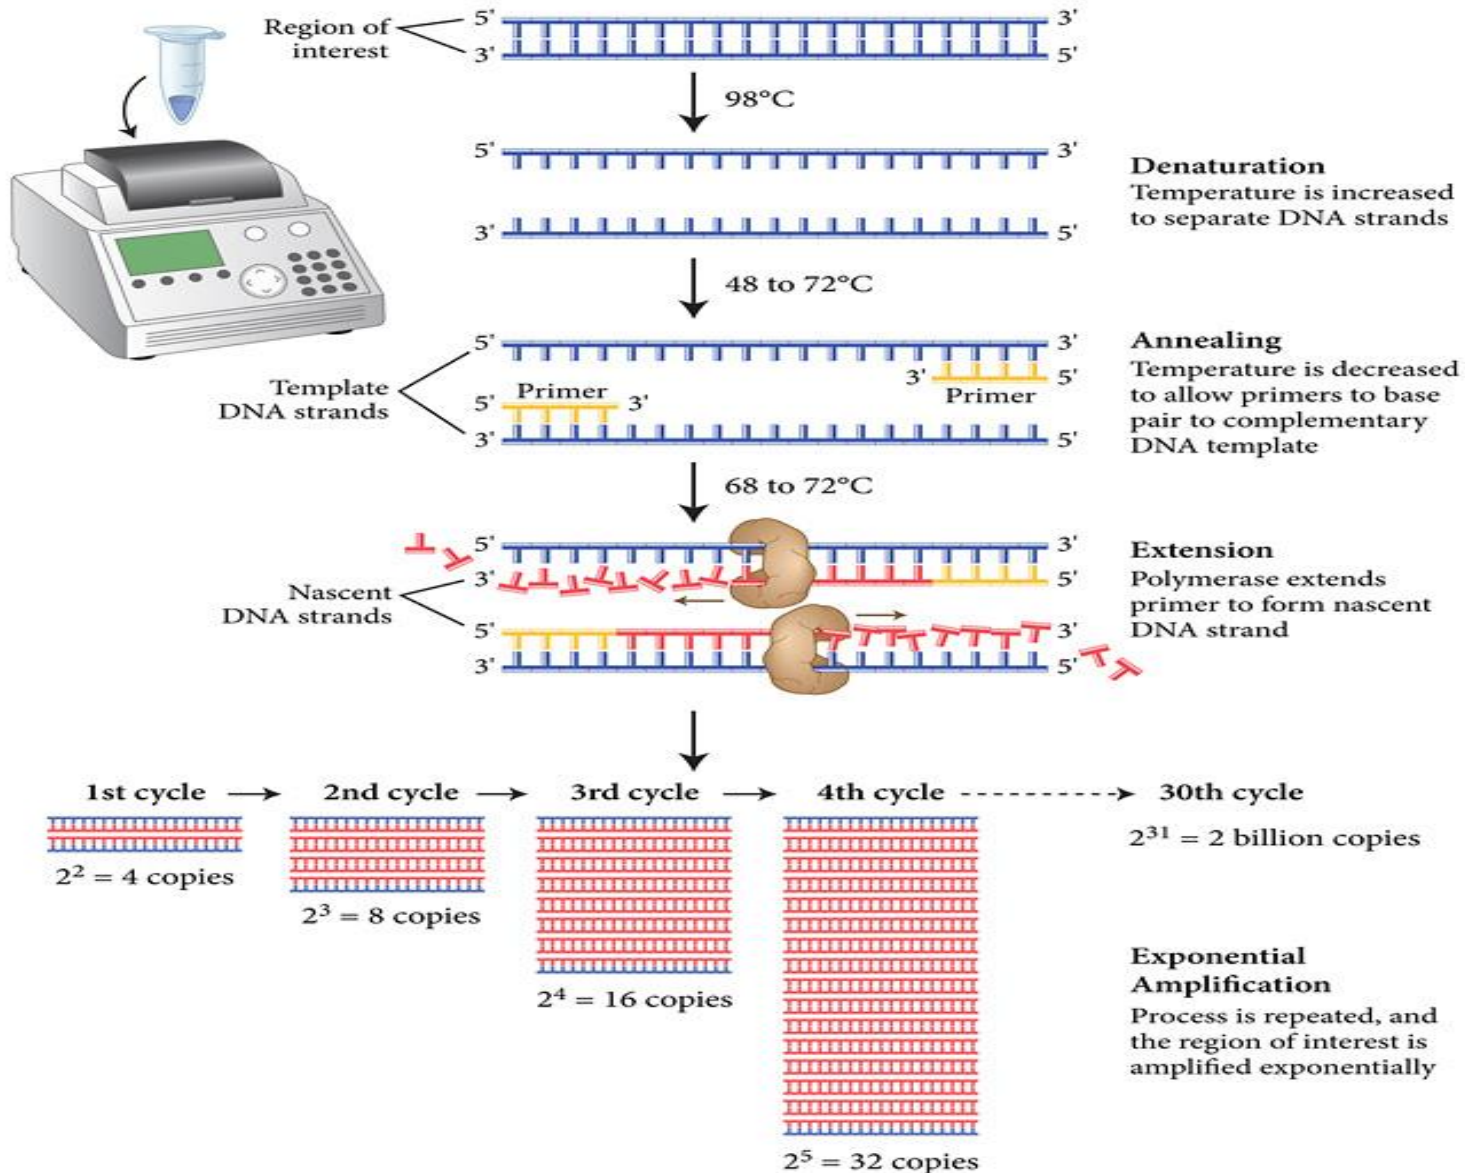 Region of
interest
5'
3'
3'
5'
98°C
5'
3'
3'
5'
Denaturation
Temperature is increased
to separate DNA strands
48 to 72°C
Template
DNA strands
5'
3'
3'
5'
Primer
5'
Primer
3'
3'
5'
Annealing
Temperature is decreased
to allow primers to base
pair to complementary
DNA template
68 to 72°C
Nascent
DNA strands
5'
3'
3'
5'
5'
3'
3'
5'
Extension
Polymerase extends
primer to form nascent
DNA strand
1st cycle
2nd cycle
3rd cycle
4th cycle
30th cycle
2² = 4 copies
2³ = 8 copies
2⁴ = 16 copies
2⁵ = 32 copies
2³¹ = 2 billion copies
Exponential
Amplification
Process is repeated, and
the region of interest is
amplified exponentially